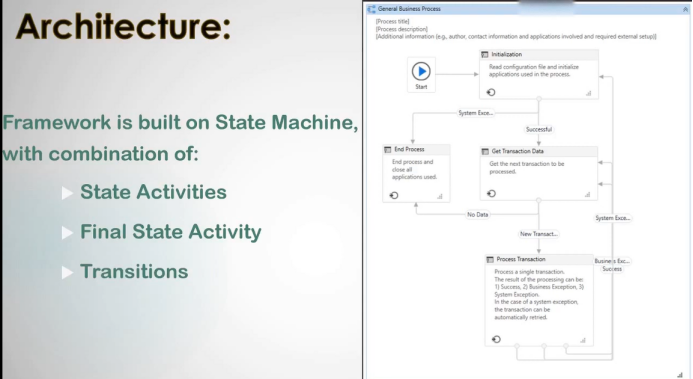 Architecture:
Framework is built on State Machine,
with combination of:
State Activities
Final State Activity
Transitions
General Business Process
[Process title]
[Process description]
[Additional information (e.g., author, contact information and applications involved and required external setup)]
Start
Initialization
Read configuration file and initialize
applications used in the process.
System Exce...
Successful
End Process
End process and
close all
applications used.
Get Transaction Data
Get the next transaction to be
processed.
No Data
New Transact...
System Exce...
Process Transaction
Process a single transaction.
The result of the processing can be:
1) Success, 2) Business Exception, 3)
System Exception.
In the case of a system exception,
the transaction can be
automatically retried.
Business Exc...
Success